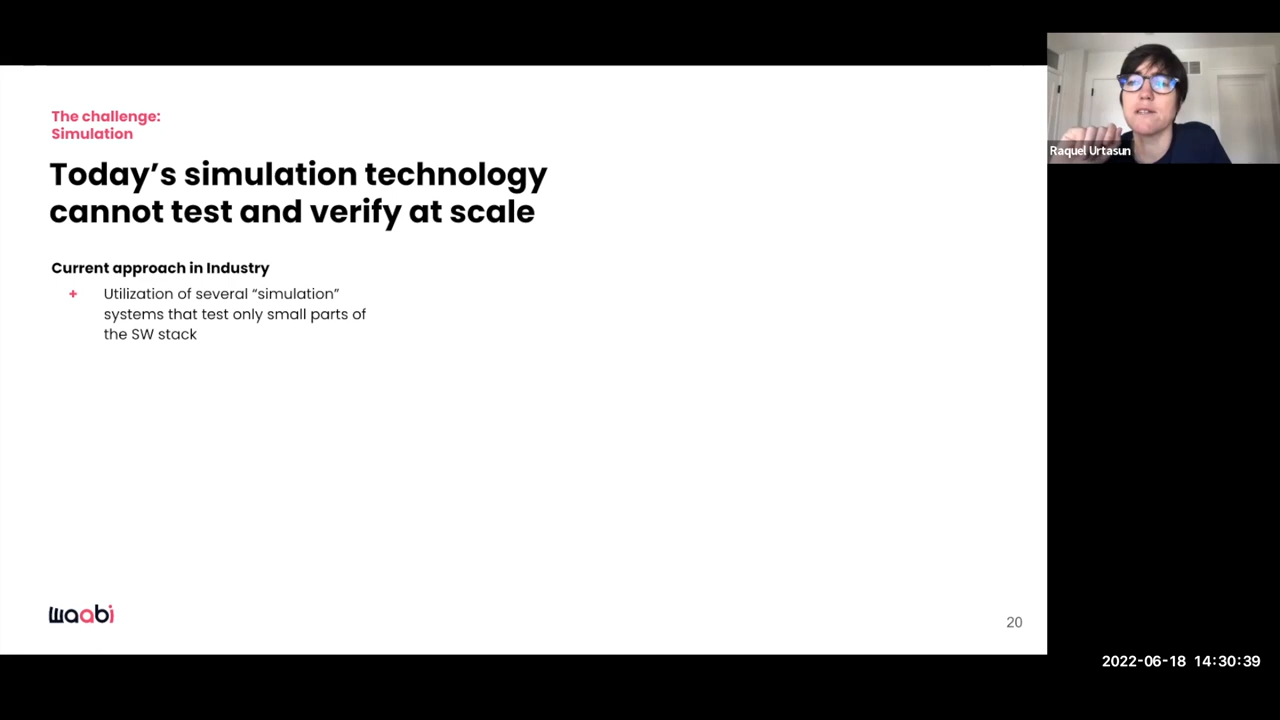 The challenge:
Simulation
Today’s simulation technology
cannot test and verify at scale
Current approach in Industry
+ Utilization of several “simulation”
systems that test only small parts of
the SW stack
waabi
20
Raquel Urtasun
2022-06-18 14:30:39